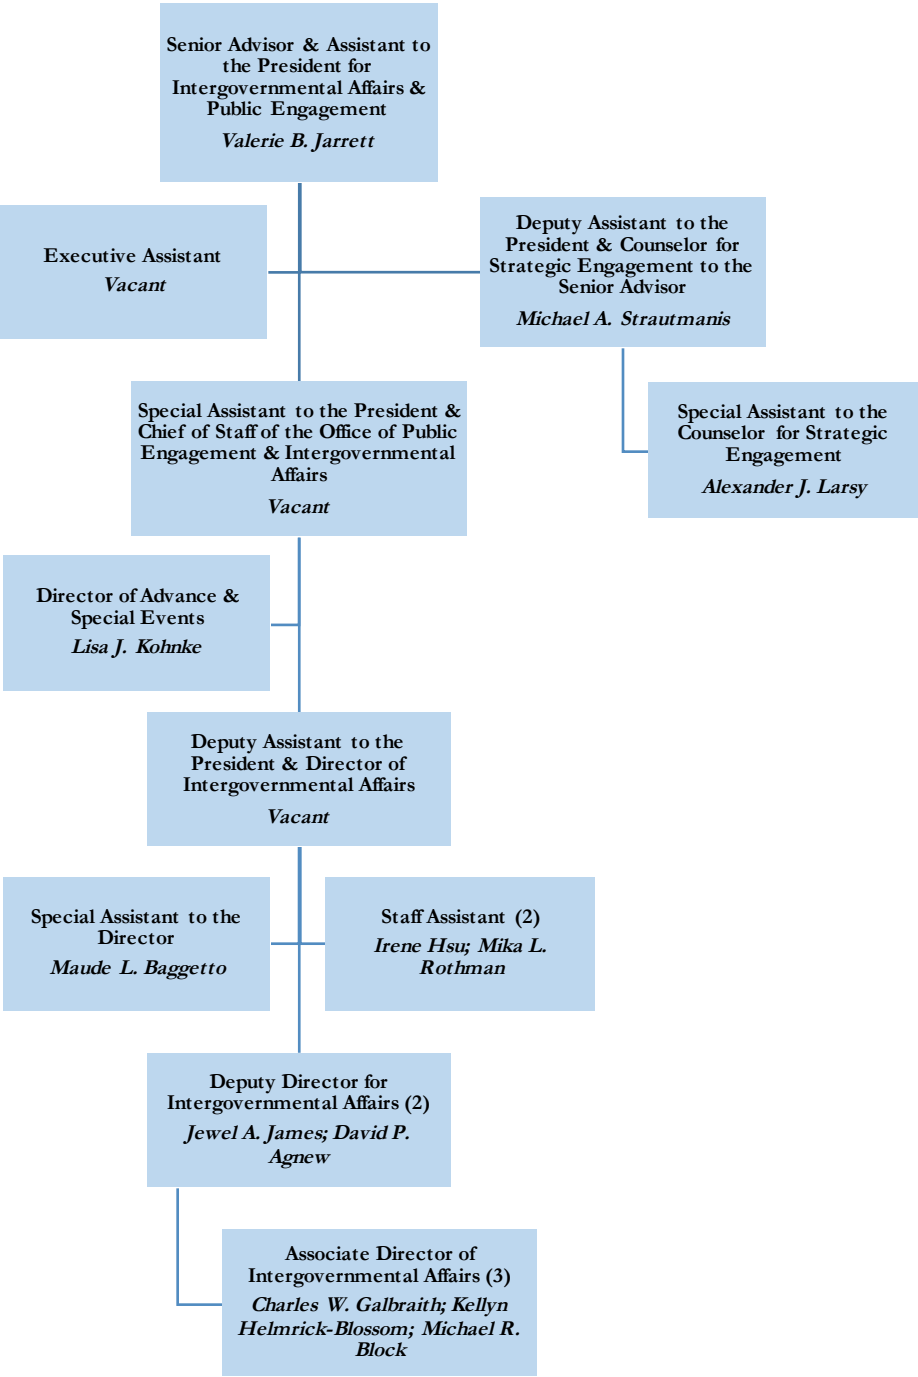 Senior Advisor & Assistant to
the President for
Intergovernmental Affairs &
Public Engagement
Valerie B. Jarrett
Executive Assistant
Vacant
Deputy Assistant to the
President & Counselor for
Strategic Engagement to the
Senior Advisor
Michael A. Strautmanis
Special Assistant to the President &
Chief of Staff of the Office of Public
Engagement & Intergovernmental
Affairs
Vacant
Special Assistant to the
Counselor for Strategic
Engagement
Alexander J. Larsy
Director of Advance &
Special Events
Lisa J. Kohnke
Deputy Assistant to the
President & Director of
Intergovernmental Affairs
Vacant
Special Assistant to the
Director
Maude L. Baggetto
Staff Assistant (2)
Irene Hsu; Mika L.
Rothman
Deputy Director for
Intergovernmental Affairs (2)
Jewel A. James; David P.
Agnew
Associate Director of
Intergovernmental Affairs (3)
Charles W. Galbraith; Kellyn
Helmrick-Blossom; Michael R.
Block